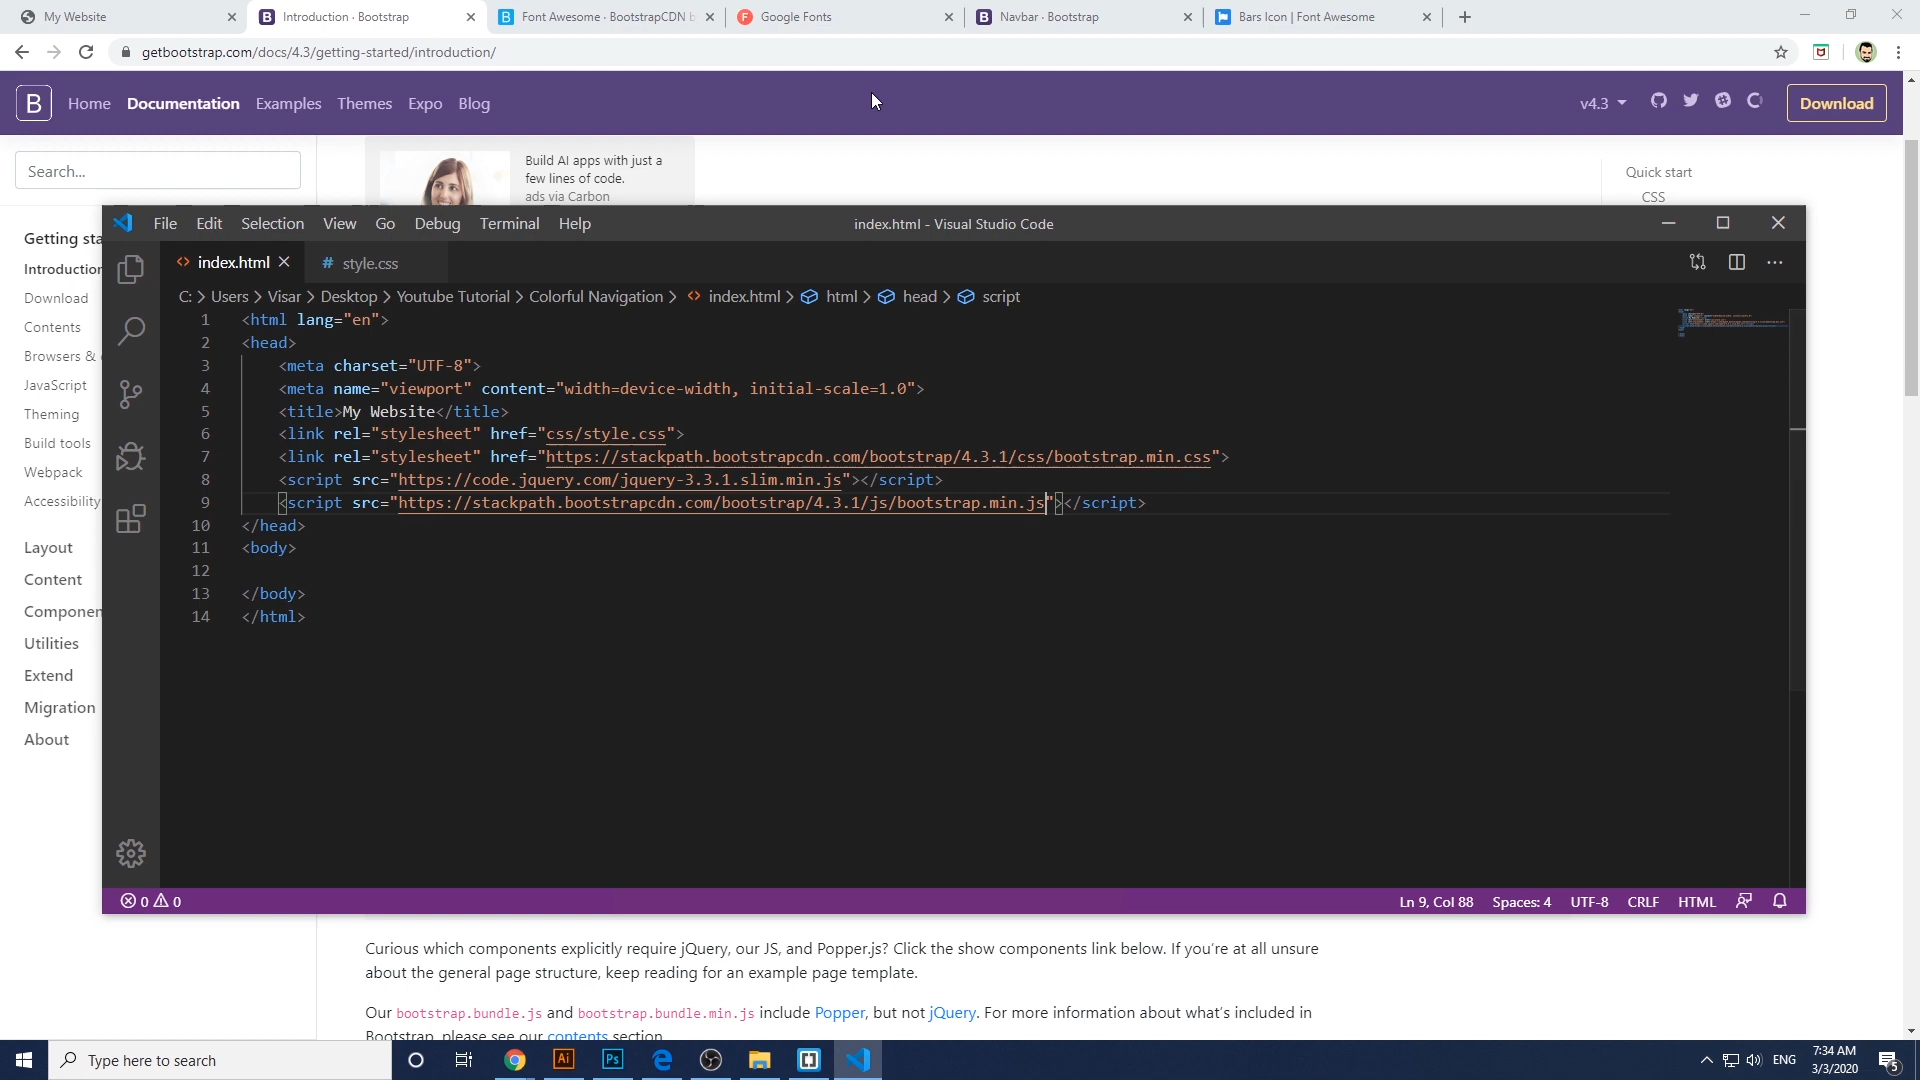 My Website
Introduction · Bootstrap
Font Awesome · BootstrapCDN b
Google Fonts
Navbar · Bootstrap
Bars Icon | Font Awesome
getbootstrap.com/docs/4.3/getting-started/introduction/
B Home Documentation Examples Themes Expo Blog v4.3 Download
Search...
Build AI apps with just a
few lines of code.
ads via Carbon
Quick start
CSS
File Edit Selection View Go Debug Terminal Help index.html - Visual Studio Code
index.html # style.css
C: > Users > Visar > Desktop > Youtube Tutorial > Colorful Navigation > index.html > html > head > script
1 <html lang="en">
2 <head>
3 <meta charset="UTF-8">
4 <meta name="viewport" content="width=device-width, initial-scale=1.0">
5 <title>My Website</title>
6 <link rel="stylesheet" href="css/style.css">
7 <link rel="stylesheet" href="https://stackpath.bootstrapcdn.com/bootstrap/4.3.1/css/bootstrap.min.css">
8 <script src="https://code.jquery.com/jquery-3.3.1.slim.min.js"></script>
9 <script src="https://stackpath.bootstrapcdn.com/bootstrap/4.3.1/js/bootstrap.min.js"></script>
10 </head>
11 <body>
12
13 </body>
14 </html>
0 0 Ln 9, Col 88 Spaces: 4 UTF-8 CRLF HTML
Getting sta
Introduction
Download
Contents
Browsers &
JavaScript
Theming
Build tools
Webpack
Accessibility
Layout
Content
Componen
Utilities
Extend
Migration
About
Curious which components explicitly require jQuery, our JS, and Popper.js? Click the show components link below. If you're at all unsure
about the general page structure, keep reading for an example page template.
Our bootstrap.bundle.js and bootstrap.bundle.min.js include Popper, but not jQuery. For more information about what's included in
Bootstrap, please see our contents section.
Type here to search
Ai
Ps
ENG
7:34 AM
3/3/2020
5